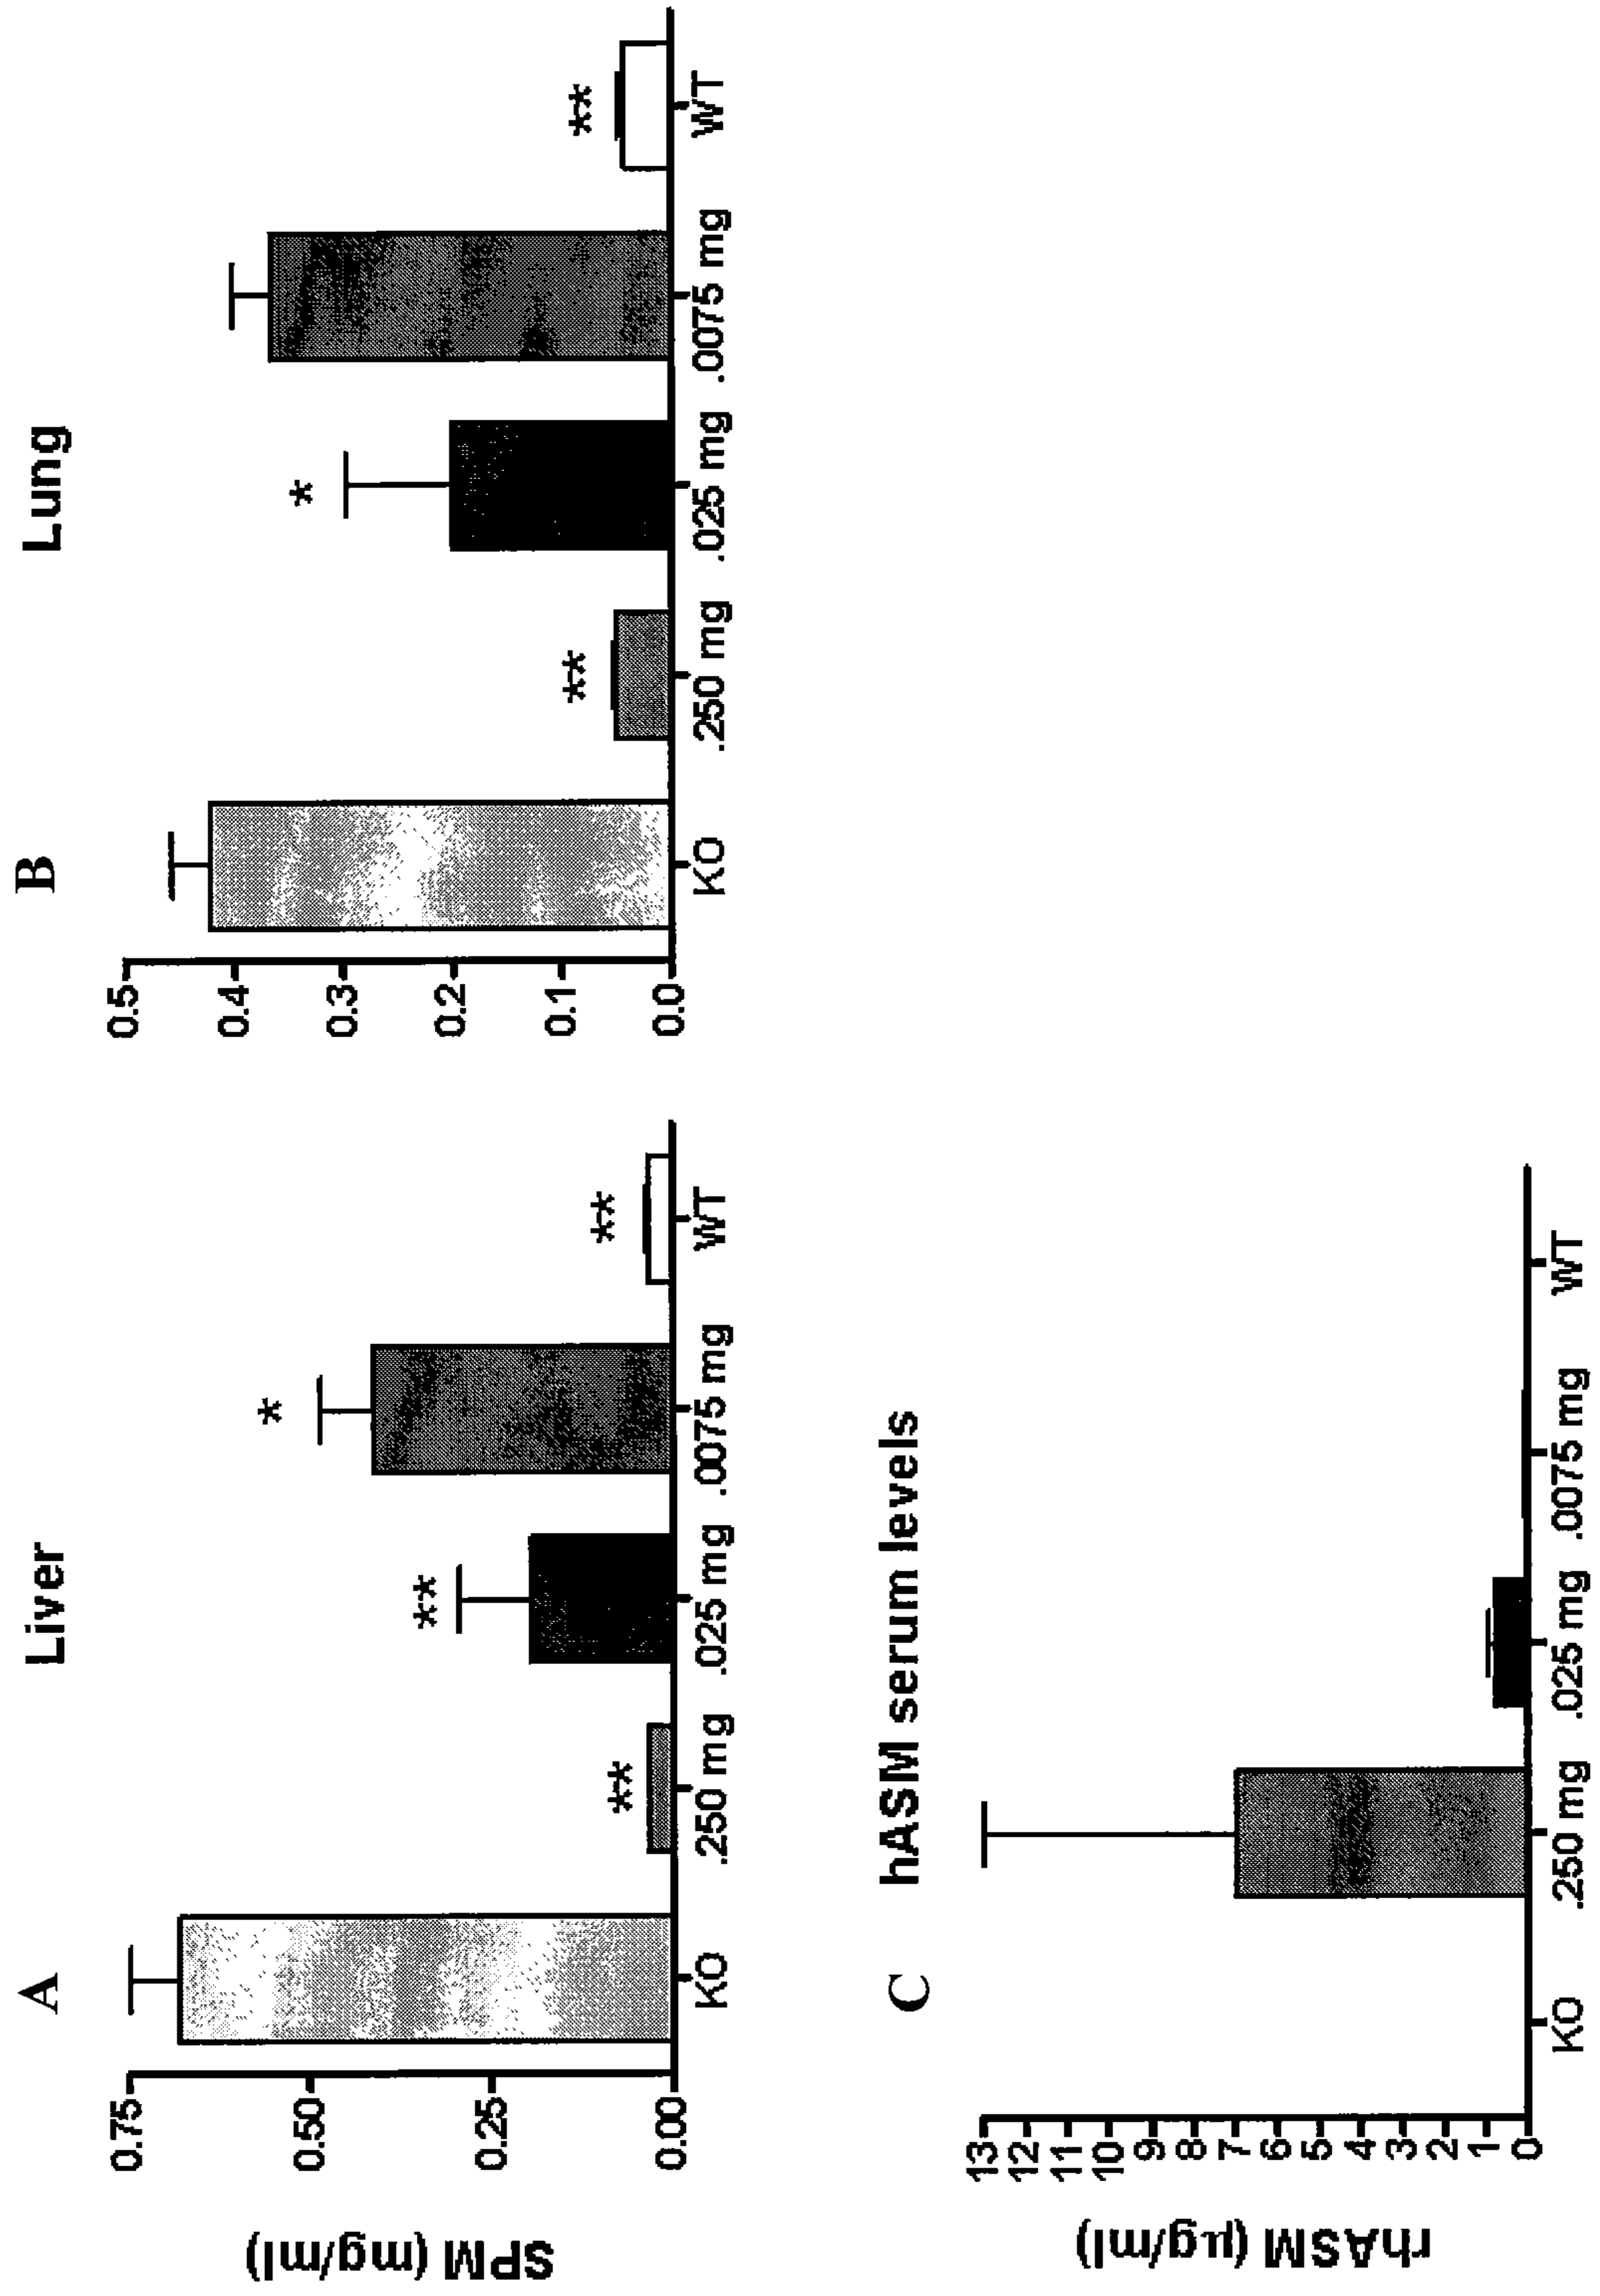 A
Liver
SPM (mg/ml)
0.75
0.50
0.25
0.00
**
**
*
**
KO
.250 mg
.025 mg
.0075 mg
WT
B
Lung
0.5
0.4
0.3
0.2
0.1
0.0
**
*
**
KO
.250 mg
.025 mg
.0075 mg
WT
C
hASM serum levels
rhASM (μg/ml)
13
12
11
10
9
8
7
6
5
4
3
2
1
0
KO
.250 mg
.025 mg
.0075 mg
WT